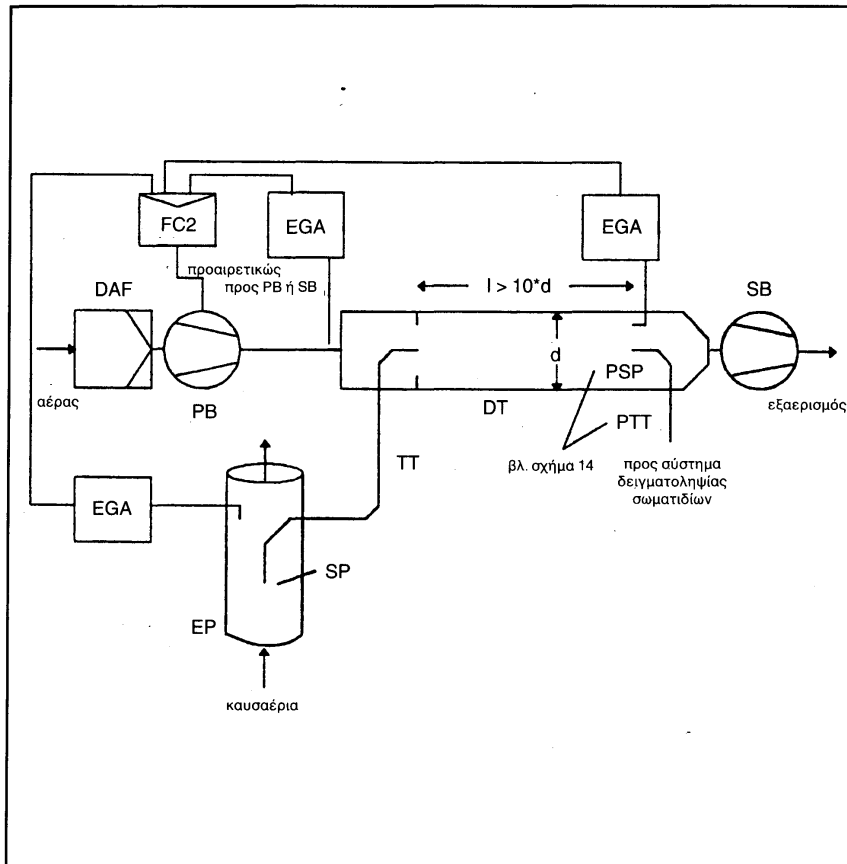 FC2
EGA
EGA
προαιρετικώς
προς PB ή SB
DAF
l > 10*d
SB
d
αέρας
PB
DT
PSP
PTT
εξαερισμός
TT
βλ. σχήμα 14
προς σύστημα
δειγματοληψίας
σωματιδίων
EGA
SP
EP
καυσαέρια